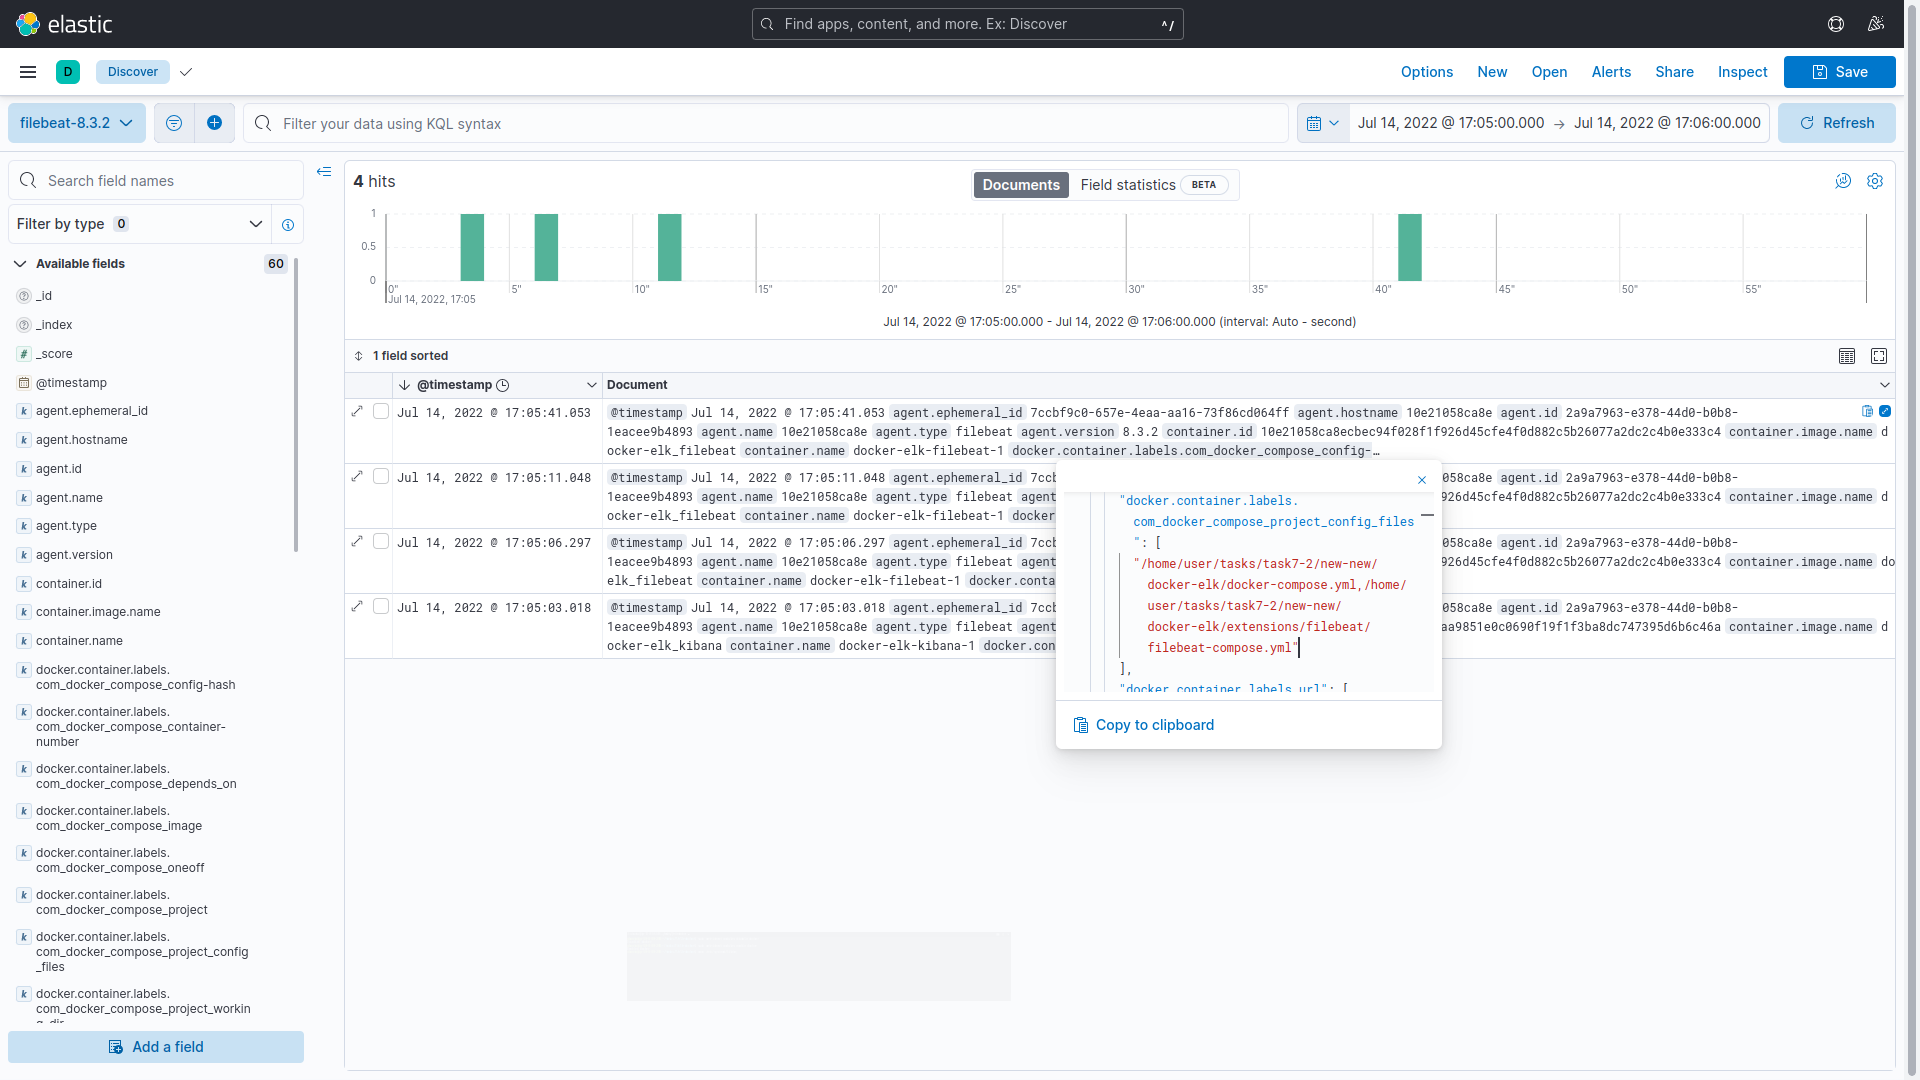 elastic
Find apps, content, and more. Ex: Discover ^/
D Discover
Options New Open Alerts Share Inspect Save
filebeat-8.3.2
Filter your data using KQL syntax
Jul 14, 2022 @ 17:05:00.000 → Jul 14, 2022 @ 17:06:00.000
Refresh
Search field names
Filter by type 0
Available fields 60
_id
_index
# _score
@timestamp
k agent.ephemeral_id
k agent.hostname
k agent.id
k agent.name
k agent.type
k agent.version
k container.id
k container.image.name
k container.name
k docker.container.labels.
com_docker_compose_config-hash
k docker.container.labels.
com_docker_compose_container-
number
k docker.container.labels.
com_docker_compose_depends_on
k docker.container.labels.
com_docker_compose_image
k docker.container.labels.
com_docker_compose_oneoff
k docker.container.labels.
com_docker_compose_project
k docker.container.labels.
com_docker_compose_project_config
_files
k docker.container.labels.
com_docker_compose_project_workin
g_dir
Add a field
4 hits
Documents Field statistics BETA
1
0.5
0
0" 5" 10" 15" 20" 25" 30" 35" 40" 45" 50" 55"
Jul 14, 2022, 17:05
Jul 14, 2022 @ 17:05:00.000 - Jul 14, 2022 @ 17:06:00.000 (interval: Auto - second)
1 field sorted
@timestamp Document
Jul 14, 2022 @ 17:05:41.053 @timestamp Jul 14, 2022 @ 17:05:41.053 agent.ephemeral_id 7ccbf9c0-657e-4eaa-aa16-73f86cd064ff agent.hostname 10e21058ca8e agent.id 2a9a7963-e378-44d0-b0b8-
1eacee9b4893 agent.name 10e21058ca8e agent.type filebeat agent.version 8.3.2 container.id 10e21058ca8ecbec94f028f1f926d45cfe4f0d882c5b26077a2dc2c4b0e333c4 container.image.name d
ocker-elk_filebeat container.name docker-elk-filebeat-1 docker.container.labels.com_docker_compose_config-…
Jul 14, 2022 @ 17:05:11.048 @timestamp Jul 14, 2022 @ 17:05:11.048 agent.ephemeral_id 7ccb 058ca8e agent.id 2a9a7963-e378-44d0-b0b8-
1eacee9b4893 agent.name 10e21058ca8e agent.type filebeat agent 926d45cfe4f0d882c5b26077a2dc2c4b0e333c4 container.image.name d
ocker-elk_filebeat container.name docker-elk-filebeat-1 docker
Jul 14, 2022 @ 17:05:06.297 @timestamp Jul 14, 2022 @ 17:05:06.297 agent.ephemeral_id 7ccb 058ca8e agent.id 2a9a7963-e378-44d0-b0b8-
1eacee9b4893 agent.name 10e21058ca8e agent.type filebeat agent 926d45cfe4f0d882c5b26077a2dc2c4b0e333c4 container.image.name do
elk_filebeat container.name docker-elk-filebeat-1 docker.conta
Jul 14, 2022 @ 17:05:03.018 @timestamp Jul 14, 2022 @ 17:05:03.018 agent.ephemeral_id 7ccb 058ca8e agent.id 2a9a7963-e378-44d0-b0b8-
1eacee9b4893 agent.name 10e21058ca8e agent.type filebeat agent aa9851e0c0690f19f1f3ba8dc747395d6b6c46a container.image.name d
ocker-elk_kibana container.name docker-elk-kibana-1 docker.con
"docker.container.labels.
com_docker_compose_project_config_files
": [
"/home/user/tasks/task7-2/new-new/
docker-elk/docker-compose.yml,/home/
user/tasks/task7-2/new-new/
docker-elk/extensions/filebeat/
filebeat-compose.yml"
],
"docker.container.labels.url": [
Copy to clipboard